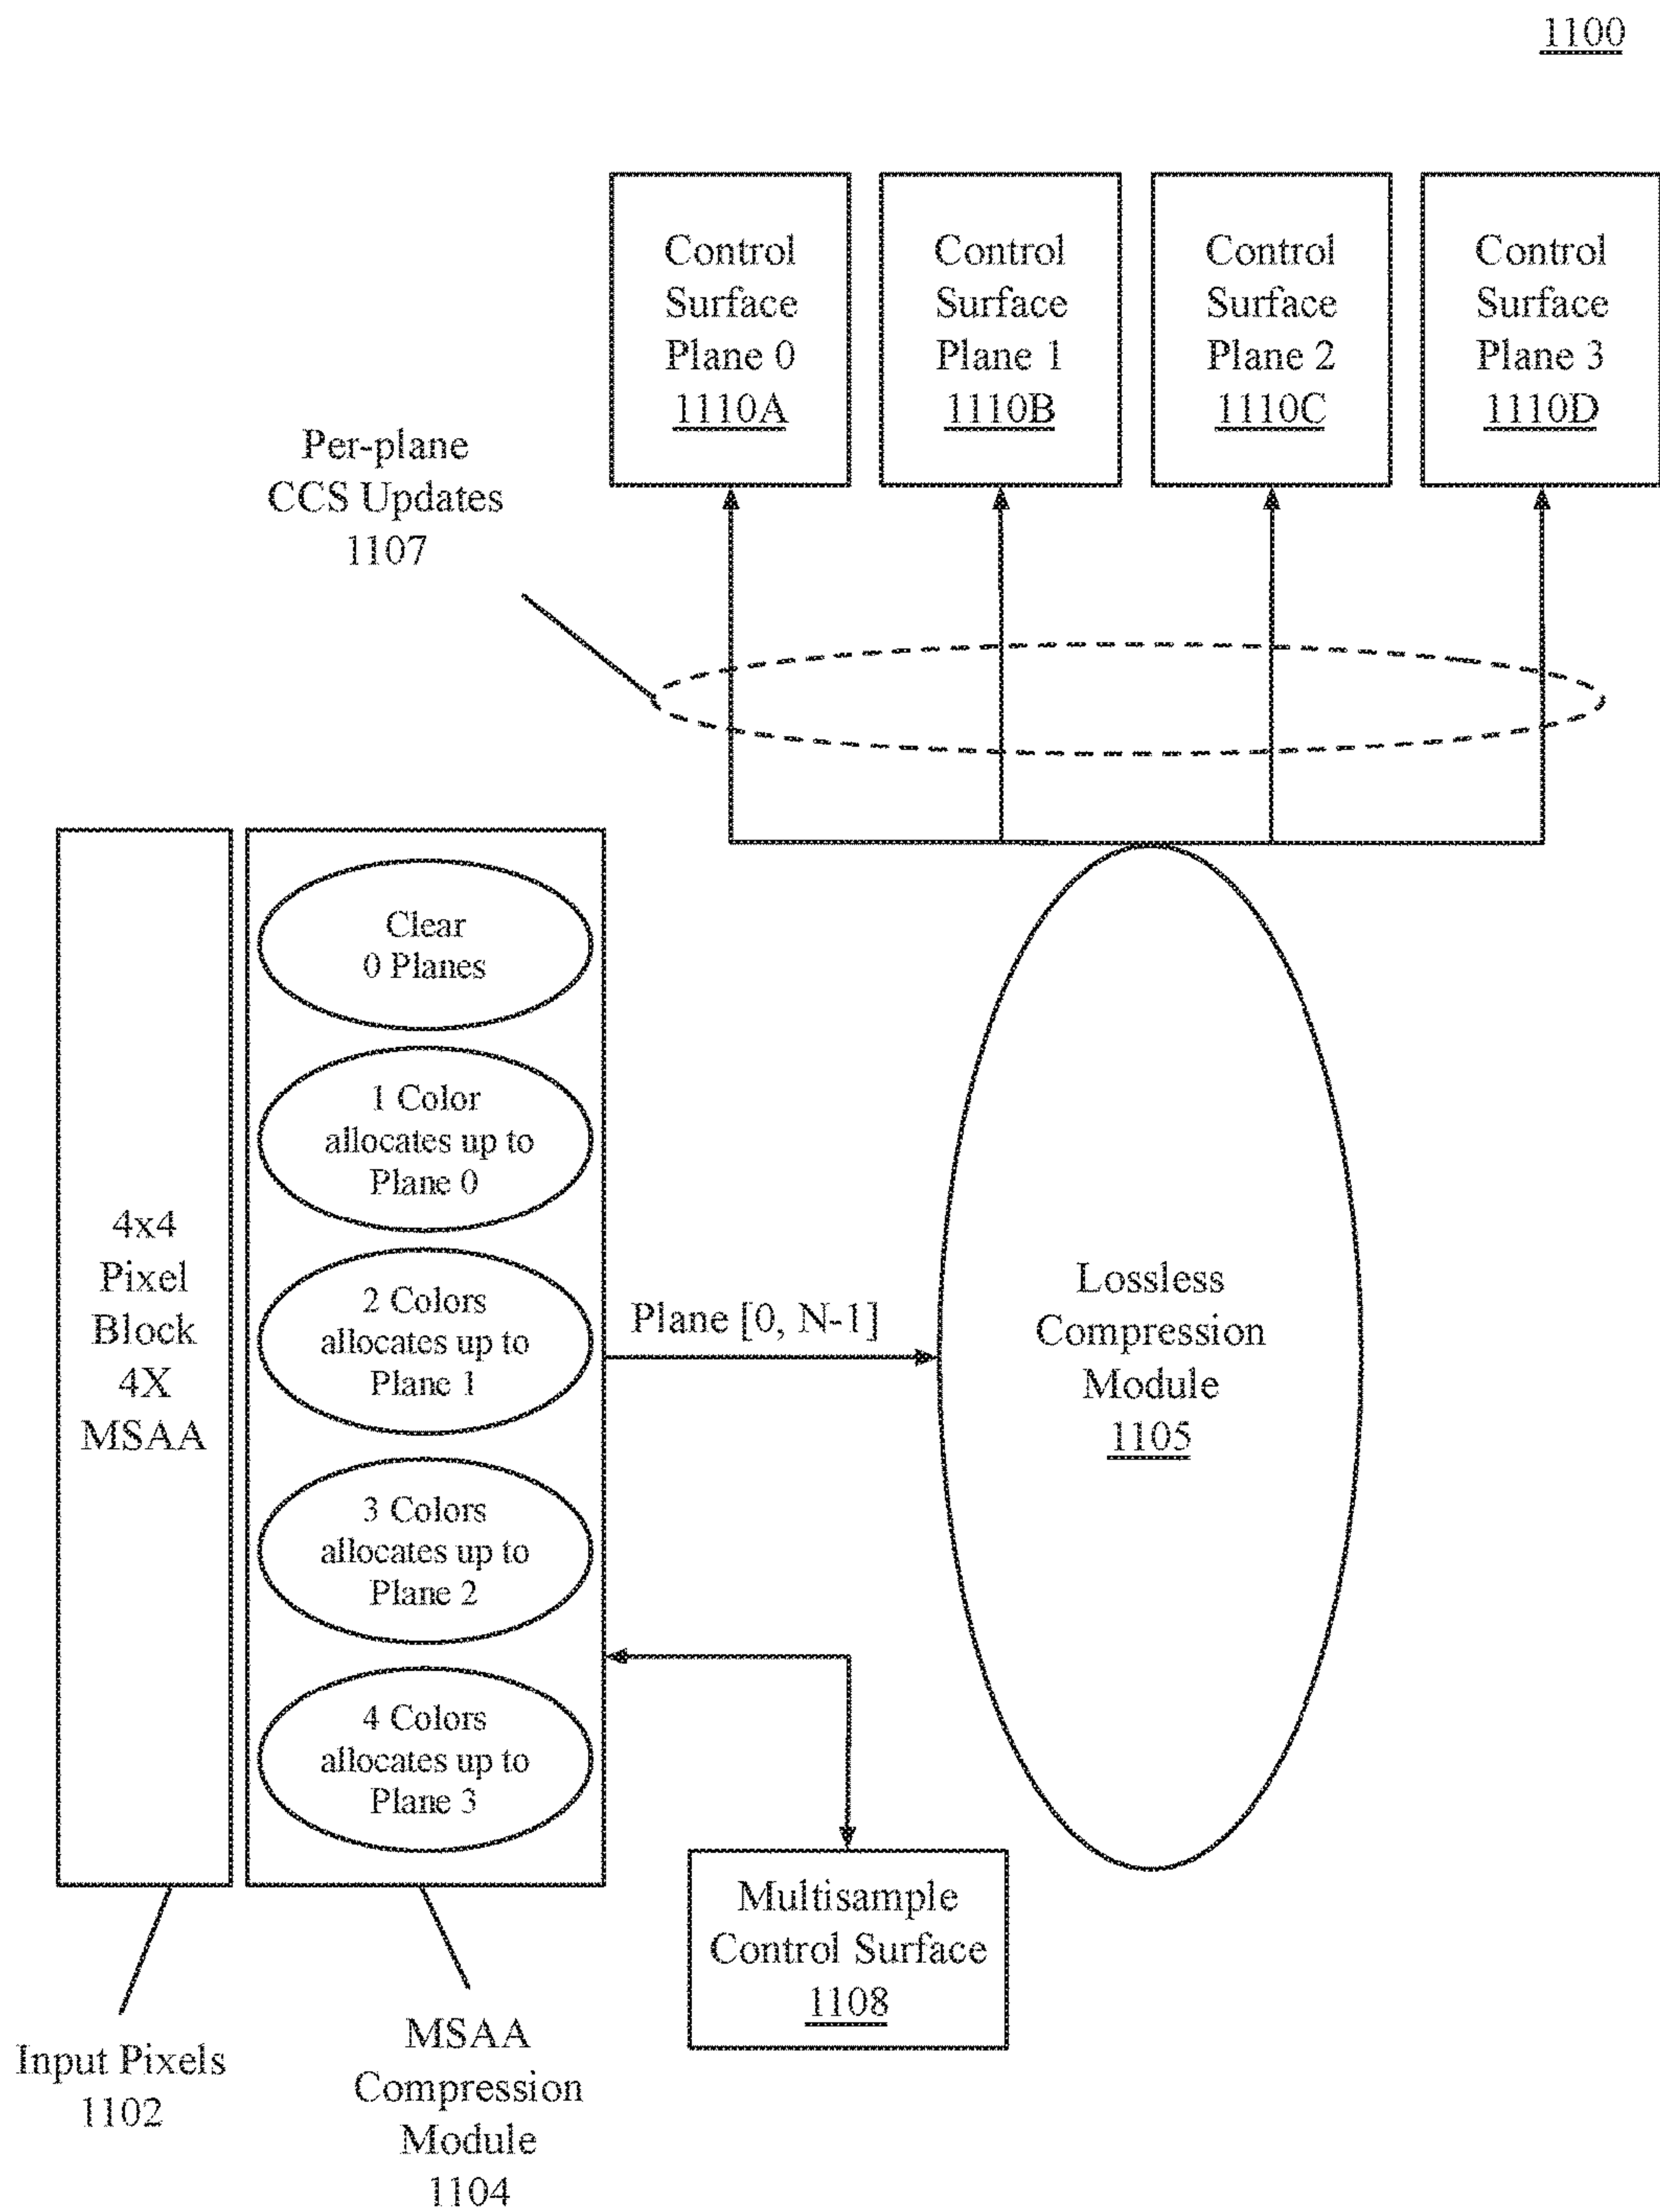 1100
Control
Surface
Plane 0
1110A
Control
Surface
Plane 1
1110B
Control
Surface
Plane 2
1110C
Control
Surface
Plane 3
1110D
Per-plane
CCS Updates
1107
4x4
Pixel
Block
4X
MSAA
Clear
0 Planes
1 Color
allocates up to
Plane 0
2 Colors
allocates up to
Plane 1
3 Colors
allocates up to
Plane 2
4 Colors
allocates up to
Plane 3
Plane [0, N-1]
Lossless
Compression
Module
1105
Multisample
Control Surface
1108
Input Pixels
1102
MSAA
Compression
Module
1104